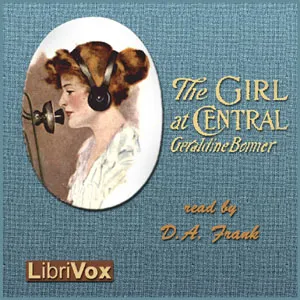 The GIRL
at CENTRAL
Geraldine Bonner
read by
D.A. Frank
LibriVox